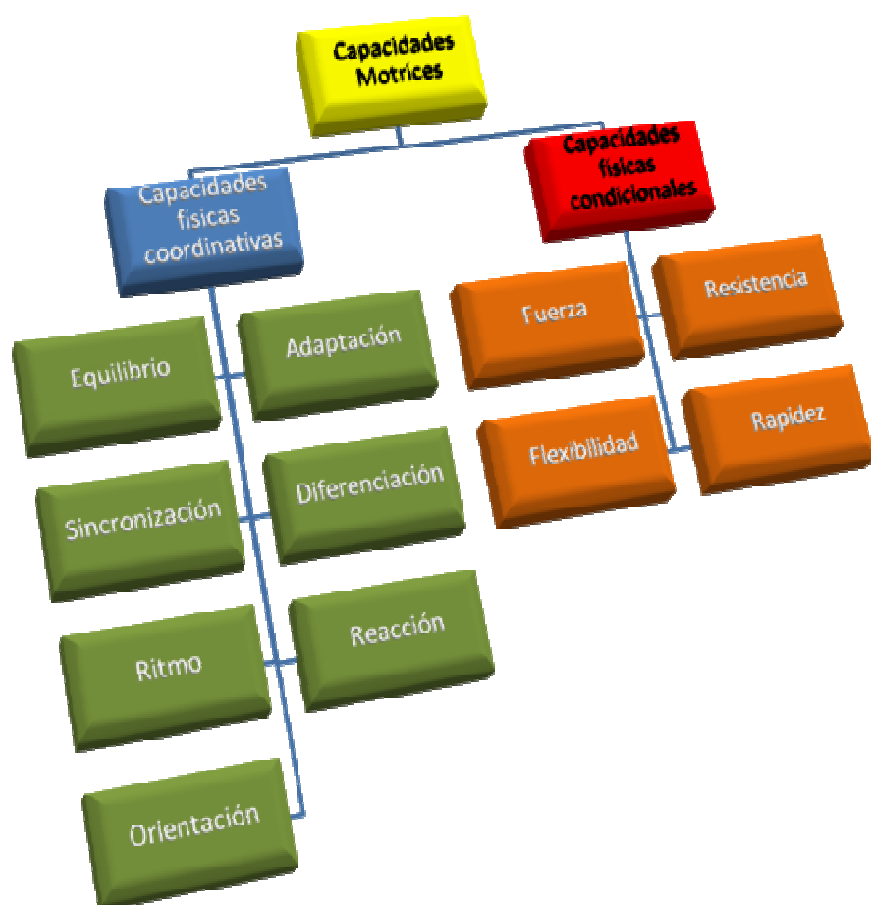 Capacidades
Motrices
Capacidades
físicas
coordinativas
Capacidades
físicas
condicionales
Equilibrio
Adaptación
Sincronización
Diferenciación
Ritmo
Reacción
Orientación
Fuerza
Resistencia
Flexibilidad
Rapidez